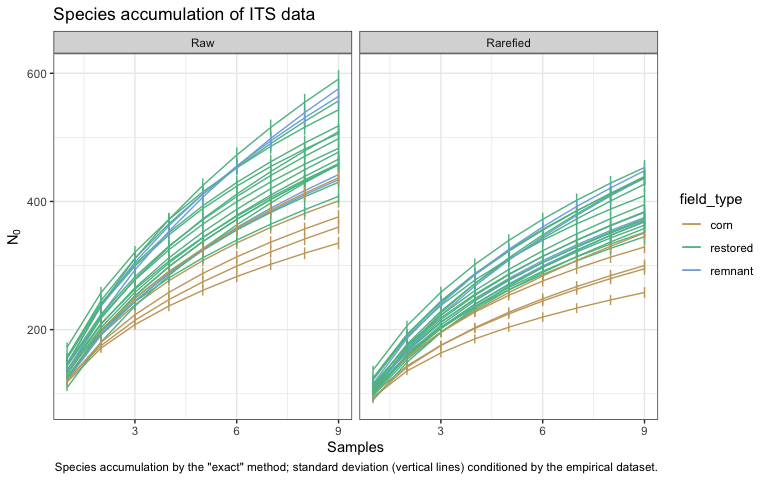 Species accumulation of ITS data
Raw
Rarefied
600
400
200
N0
3
6
9
3
6
9
Samples
field_type
corn
restored
remnant
Species accumulation by the "exact" method; standard deviation (vertical lines) conditioned by the empirical dataset.